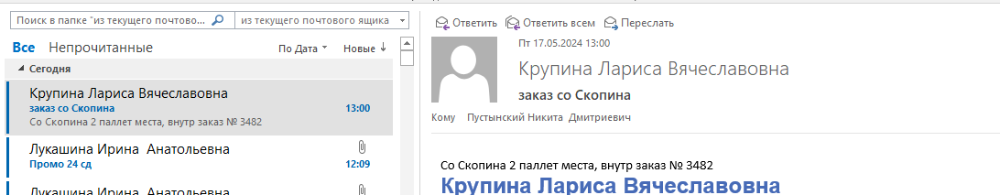 Поиск в папке "из текущего почтово...
из текущего почтового ящика
Все Непрочитанные По Дата Новые
Сегодня
Крупина Лариса Вячеславовна
заказ со Скопина 13:00
Со Скопина 2 паллет места, внутр заказ № 3482
Лукашина Ирина Анатольевна
Промо 24 сд 12:09
Лукашина Ирина Анатольевна
Ответить Ответить всем Переслать
Пт 17.05.2024 13:00
Крупина Лариса Вячеславовна
заказ со Скопина
Кому Пустынский Никита Дмитриевич
Со Скопина 2 паллет места, внутр заказ № 3482
Крупина Лариса Вячеславовна